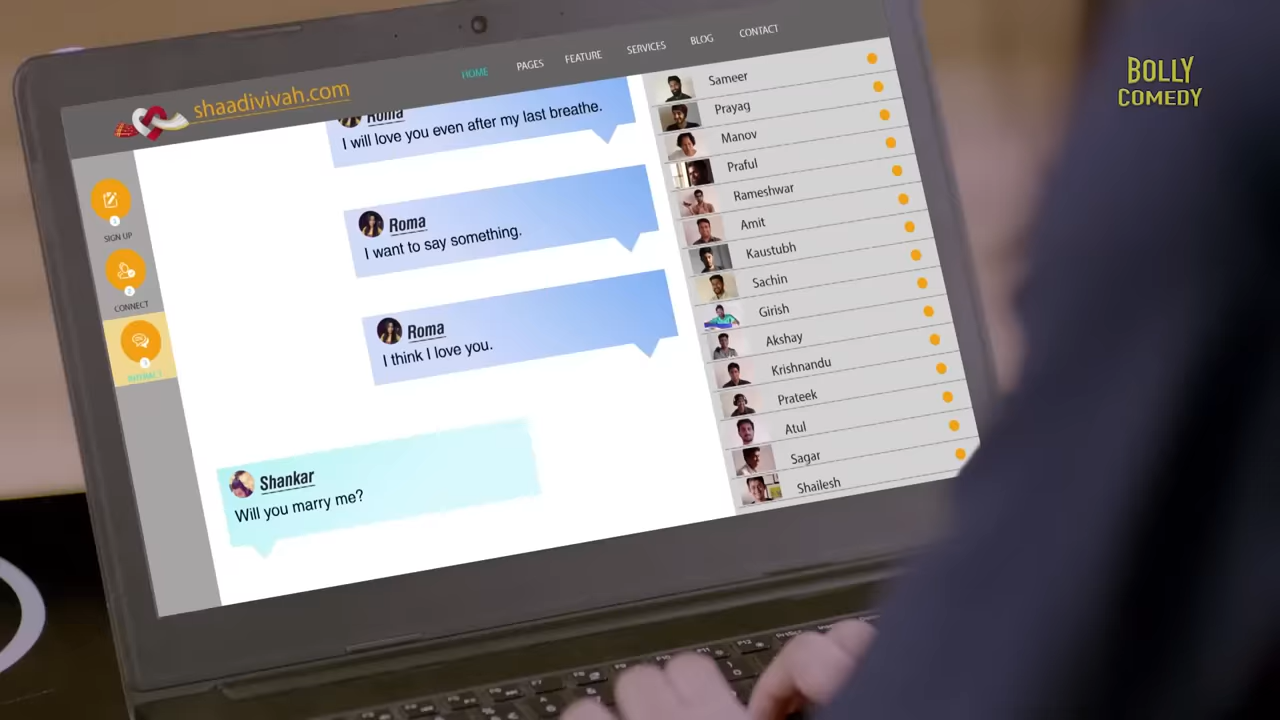 BOLLY
COMEDY
shaadivivah.com
HOME PAGES FEATURE SERVICES BLOG CONTACT
SIGN UP
CONNECT
INTERACT
Roma
I will love you even after my last breathe.
Roma
I want to say something.
Roma
I think I love you.
Shankar
Will you marry me?
Sameer
Prayag
Manov
Praful
Rameshwar
Amit
Kaustubh
Sachin
Girish
Akshay
Krishnandu
Prateek
Atul
Sagar
Shailesh